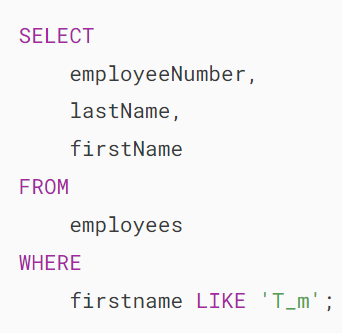 SELECT
employeeNumber,
lastName,
firstName
FROM
employees
WHERE
firstname LIKE 'T_m';